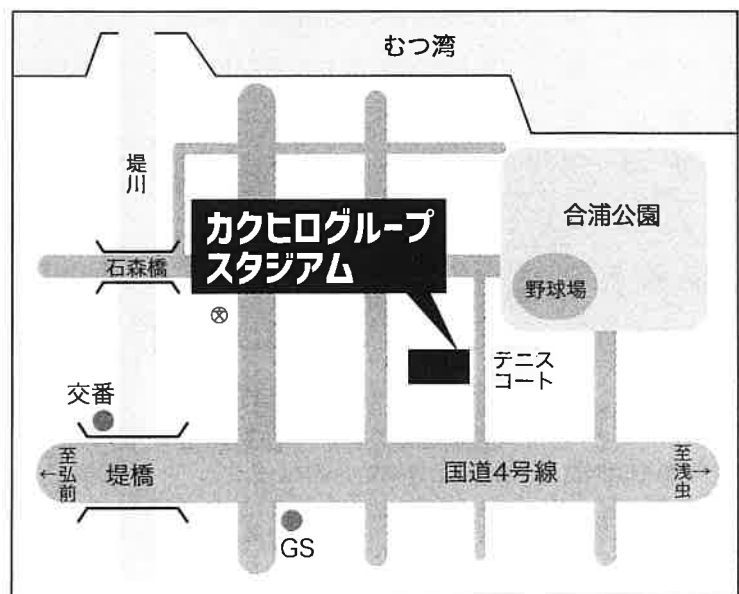 むつ湾
堤川
合浦公園
カクヒログループ
スタジアム
石森橋
野球場
㊛
テニス
コート
交番
←至弘前
堤橋
国道4号線
至浅虫→
GS